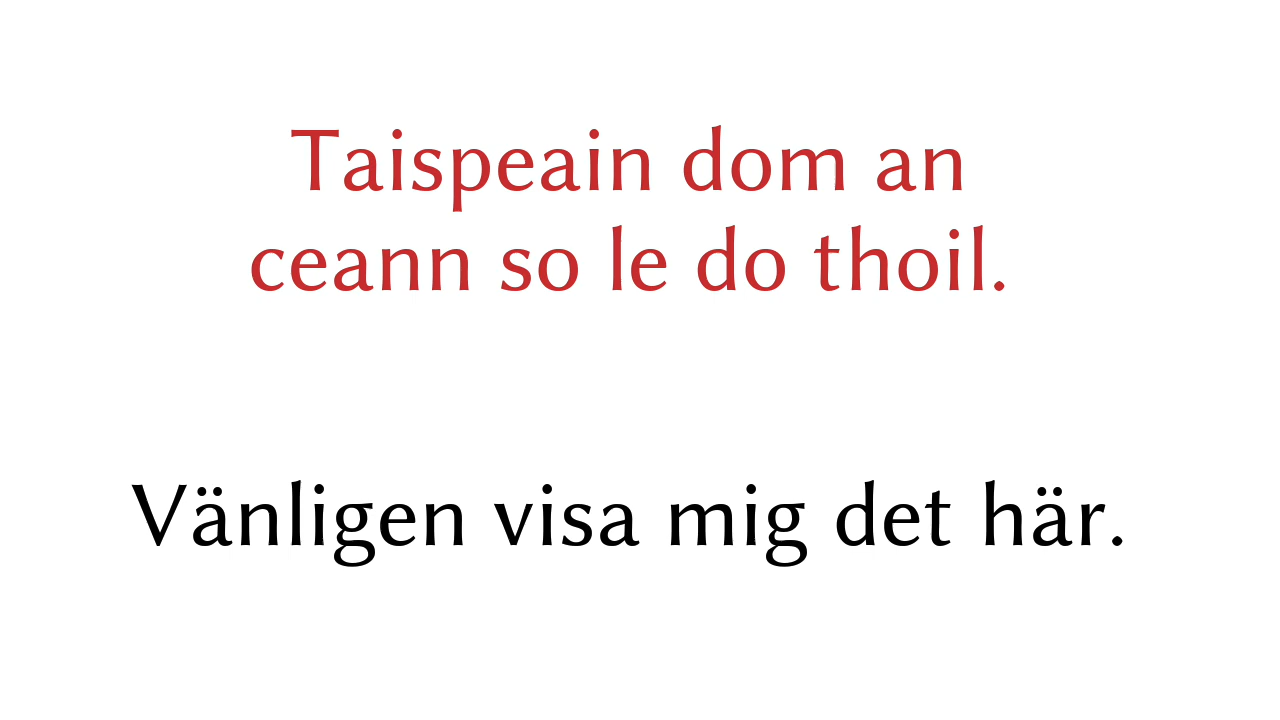 Taispeain dom an
ceann so le do thoil.
Vänligen visa mig det här.